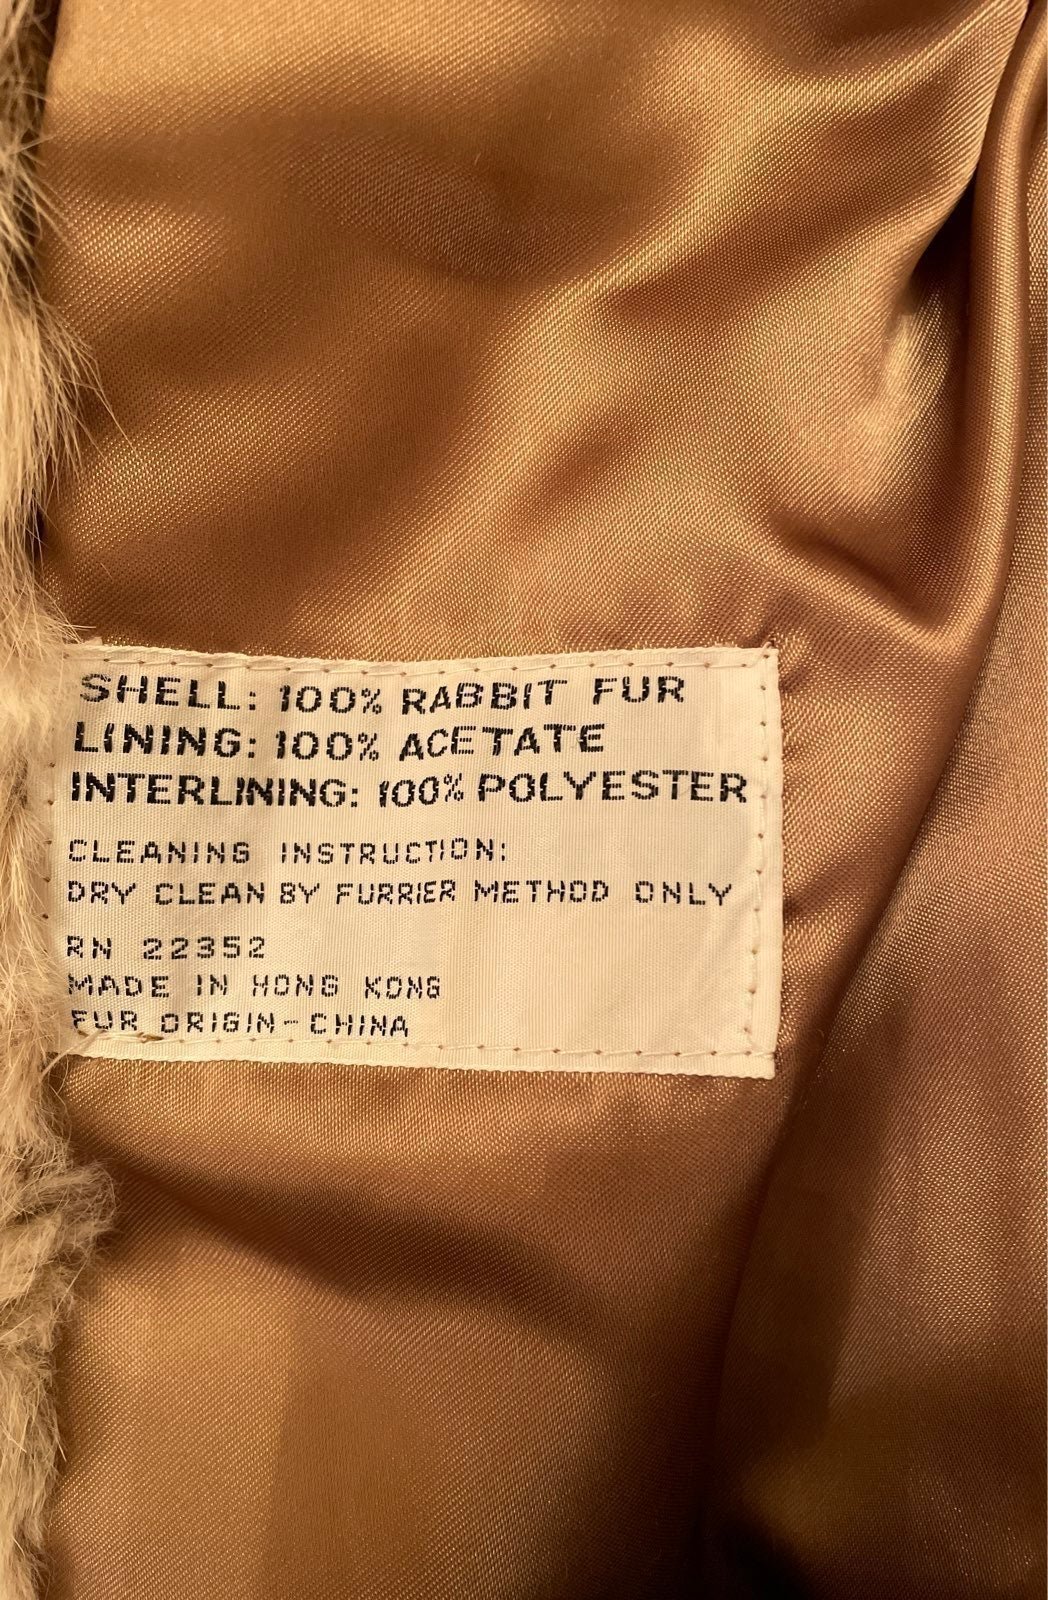 SHELL: 100% RABBIT FUR
LINING: 100% ACETATE
INTERLINING: 100% POLYESTER
CLEANING INSTRUCTION:
DRY CLEAN BY FURRIER METHOD ONLY
RN 22352
MADE IN HONG KONG
FUR ORIGIN-CHINA